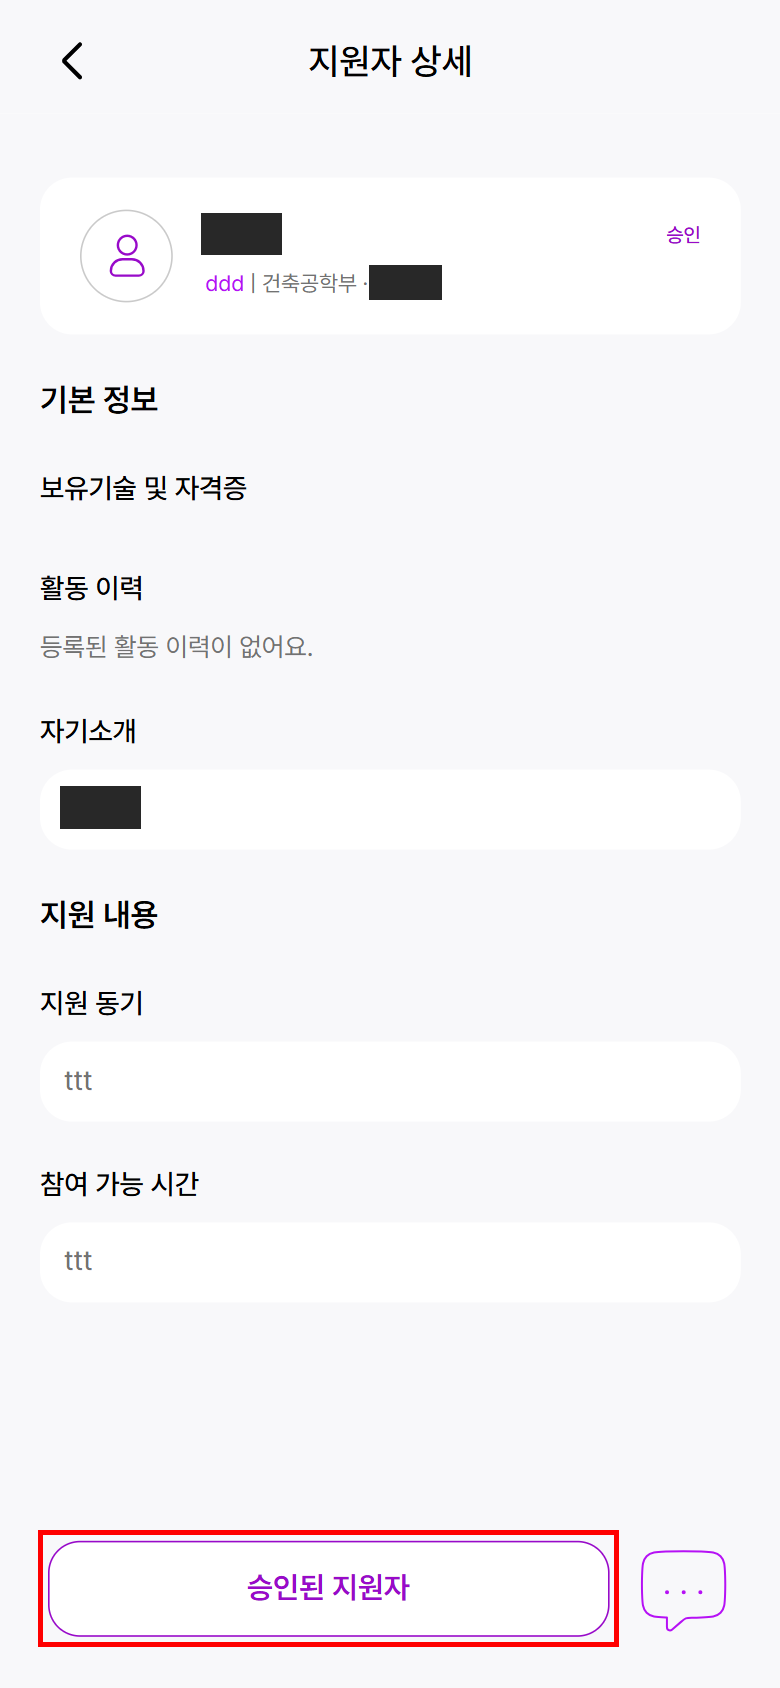 지원자 상세
승인
ddd | 건축공학부 ·
기본 정보
보유기술 및 자격증
활동 이력
등록된 활동 이력이 없어요.
자기소개
지원 내용
지원 동기
ttt
참여 가능 시간
ttt
승인된 지원자